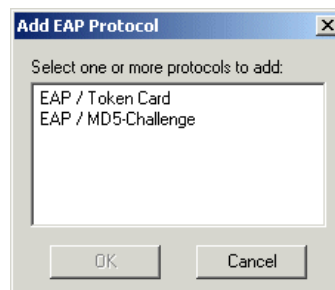 Add EAP Protocol
Select one or more protocols to add:
EAP / Token Card
EAP / MD5-Challenge
OK
Cancel